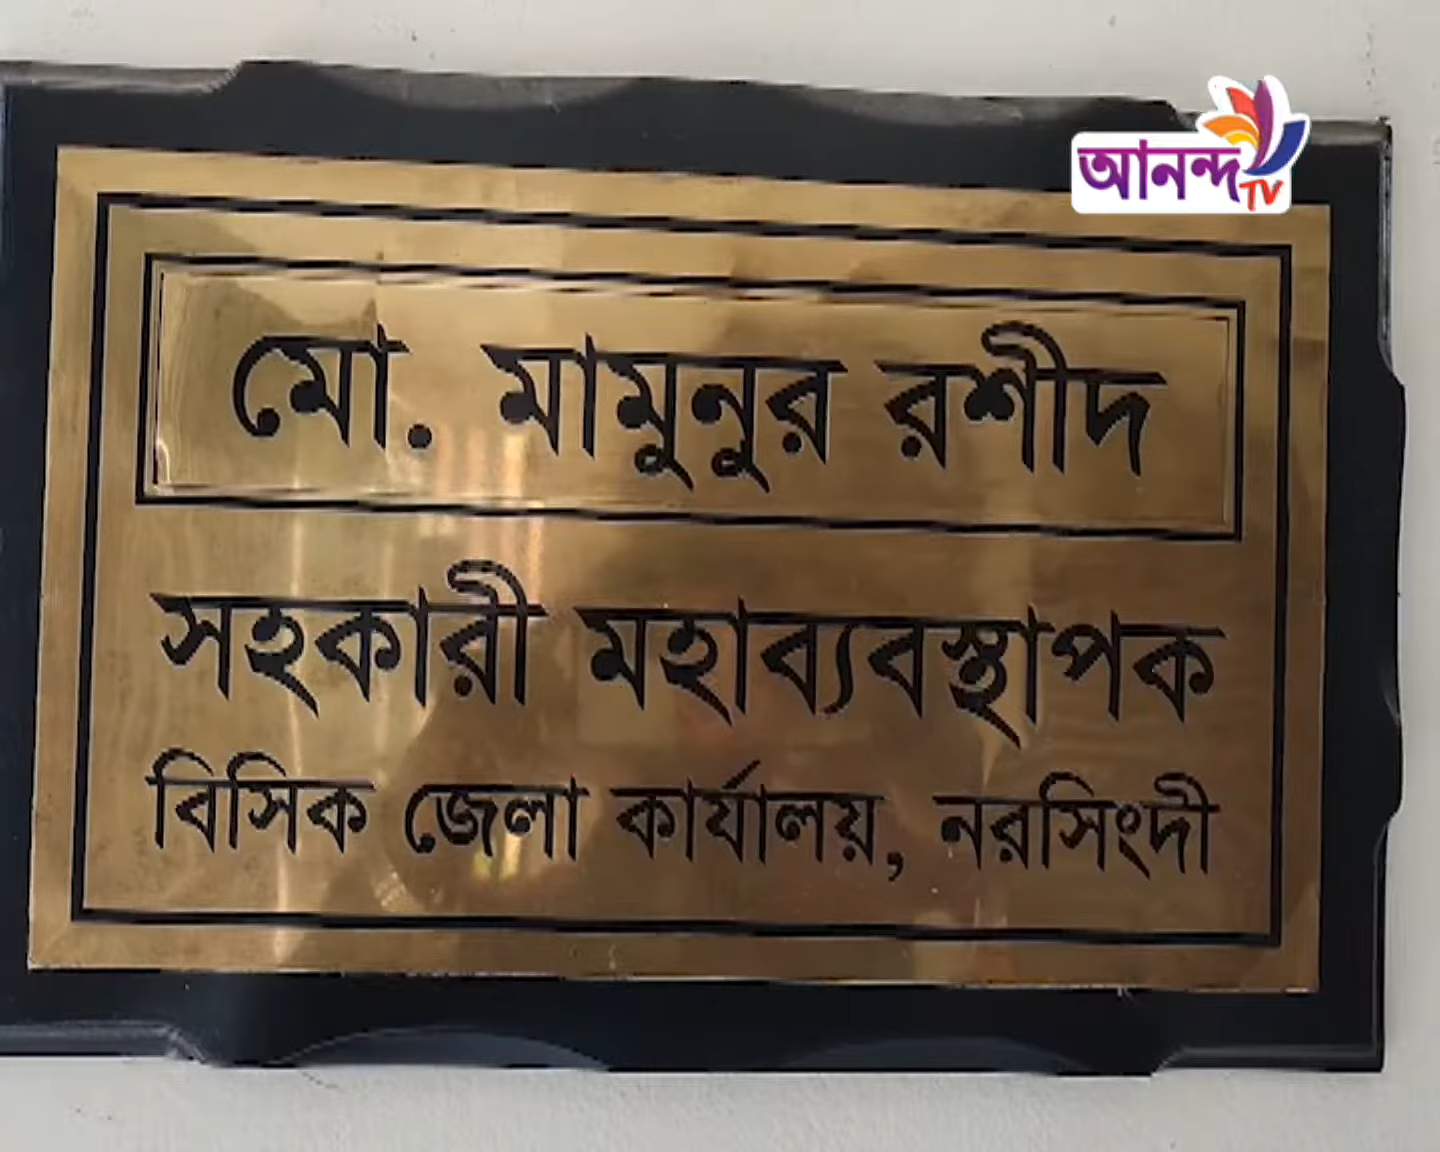 আনন্দ TV
মো. মামুনুর রশীদ
সহকারী মহাব্যবস্থাপক
বিসিক জেলা কার্যালয়, নরসিংদী